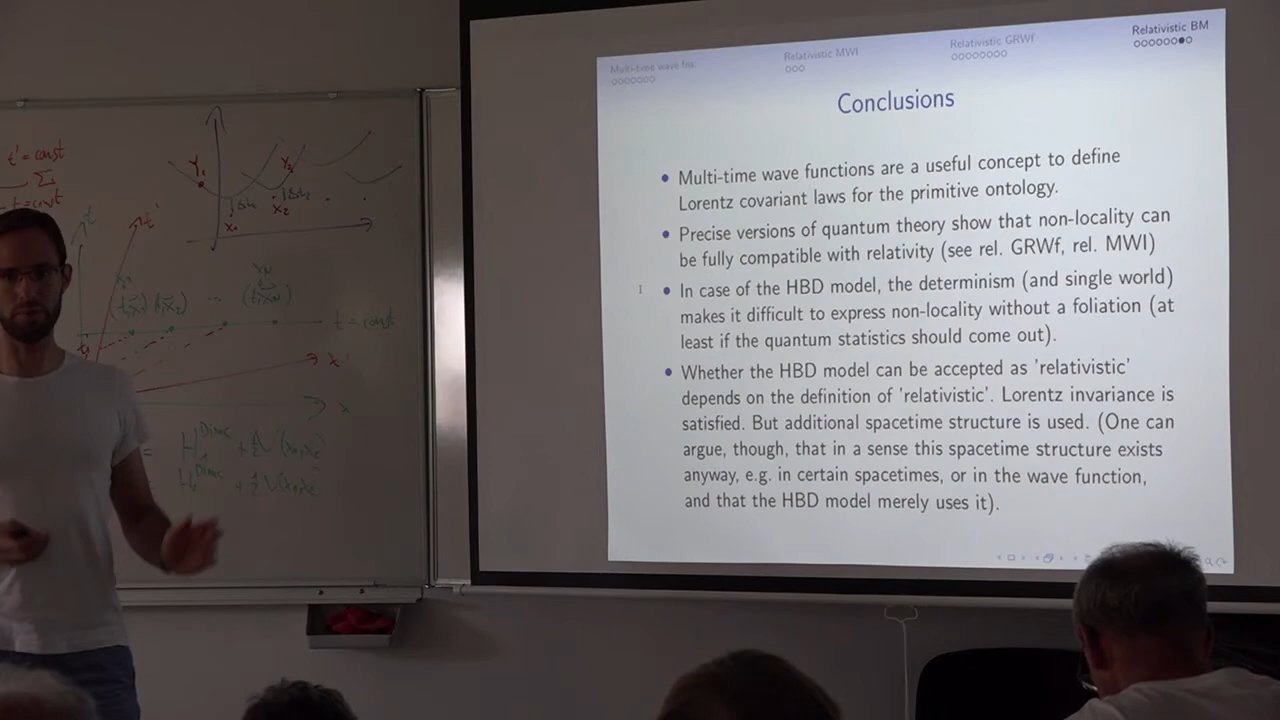 Multi-time wave fns.
Relativistic MWI
Relativistic GRWf
Relativistic BM
Conclusions
Multi-time wave functions are a useful concept to define
Lorentz covariant laws for the primitive ontology.
Precise versions of quantum theory show that non-locality can
be fully compatible with relativity (see rel. GRWf, rel. MWI)
In case of the HBD model, the determinism (and single world)
makes it difficult to express non-locality without a foliation (at
least if the quantum statistics should come out).
Whether the HBD model can be accepted as 'relativistic'
depends on the definition of 'relativistic'. Lorentz invariance is
satisfied. But additional spacetime structure is used. (One can
argue, though, that in a sense this spacetime structure exists
anyway, e.g. in certain spacetimes, or in the wave function,
and that the HBD model merely uses it).
t' = const
Σ
t = const
t
t'
Y₁
x₁
x₂
t = const
x'
x